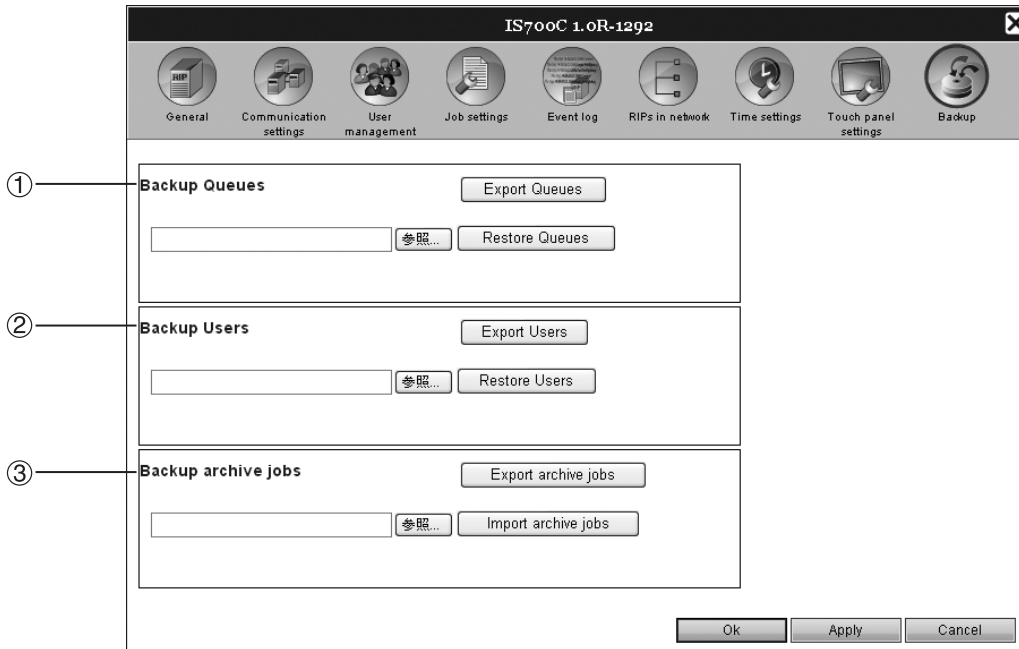 IS700C 1.0R-1292
RIP
General
Communication
settings
User
management
Job settings
Event log
RIPs in network
Time settings
Touch panel
settings
Backup
①
Backup Queues
Export Queues
参照...
Restore Queues
②
Backup Users
Export Users
参照...
Restore Users
③
Backup archive jobs
Export archive jobs
参照...
Import archive jobs
Ok
Apply
Cancel